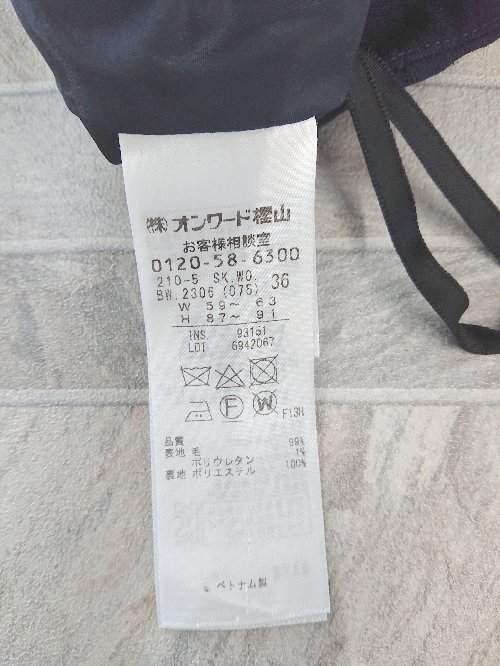 ㈱オンワード樫山
お客様相談室
0120-58-6300
210-5 SK.WO. 36
BW.2306 (075)
W 59～ 63
H 87～ 91
INS. 93151
LOT 6942067
F W F13H
品質
表地 毛 99%
ポリウレタン 1%
裏地 ポリエステル 100%
ベトナム製